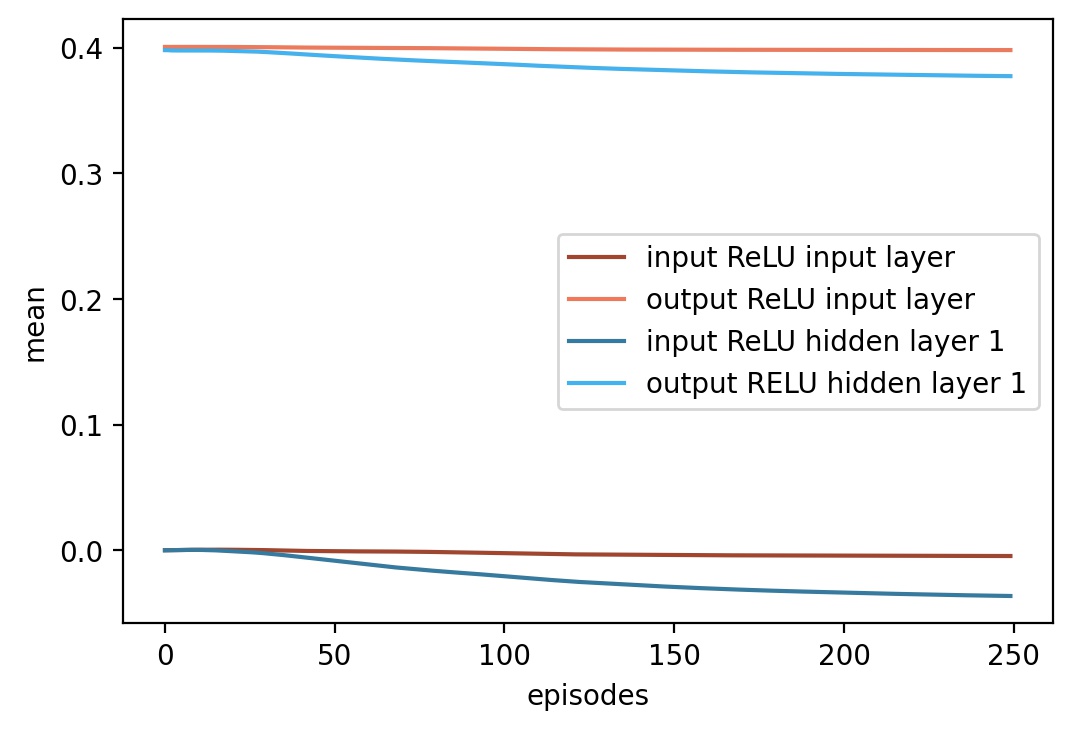 mean
0.4
0.3
0.2
0.1
0.0
input ReLU input layer
output ReLU input layer
input ReLU hidden layer 1
output RELU hidden layer 1
0 50 100 150 200 250
episodes